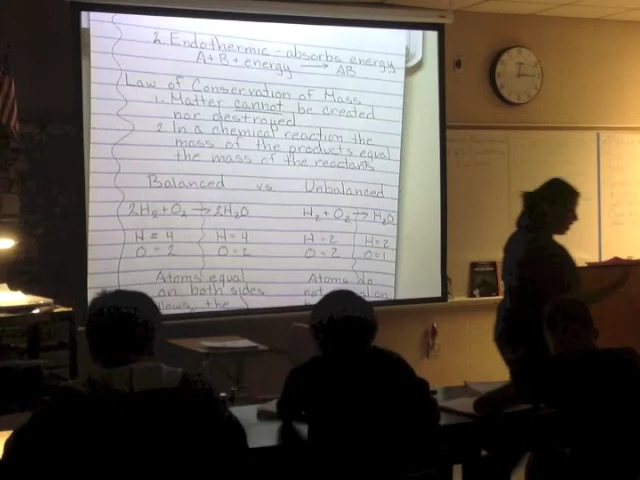 2. Endothermic - absorbs energy
A + B + energy → AB
Law of Conservation of Mass
1. Matter cannot be created
nor destroyed
2. In a chemical reaction the
mass of the products equal
the mass of the reactants
Balanced vs. Unbalanced
2H₂ + O₂ → 2H₂O H₂ + O₂ → H₂O
H = 4 H = 4 H = 2 H = 2
O = 2 O = 2 O = 2 O = 1
Atoms equal Atoms do
on both sides not on
the